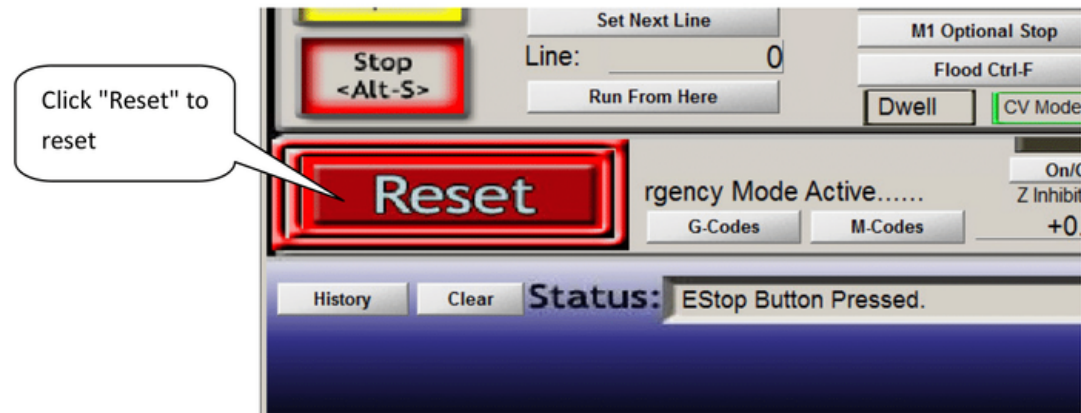 Set Next Line
M1 Optional Stop
Stop
<Alt-S>
Line: 0
Flood Ctrl-F
Run From Here
Dwell
CV Mode
Click "Reset" to
reset
Reset
rgency Mode Active......
On/
Z Inhibit
G-Codes
M-Codes
+0
History
Clear
Status:
EStop Button Pressed.